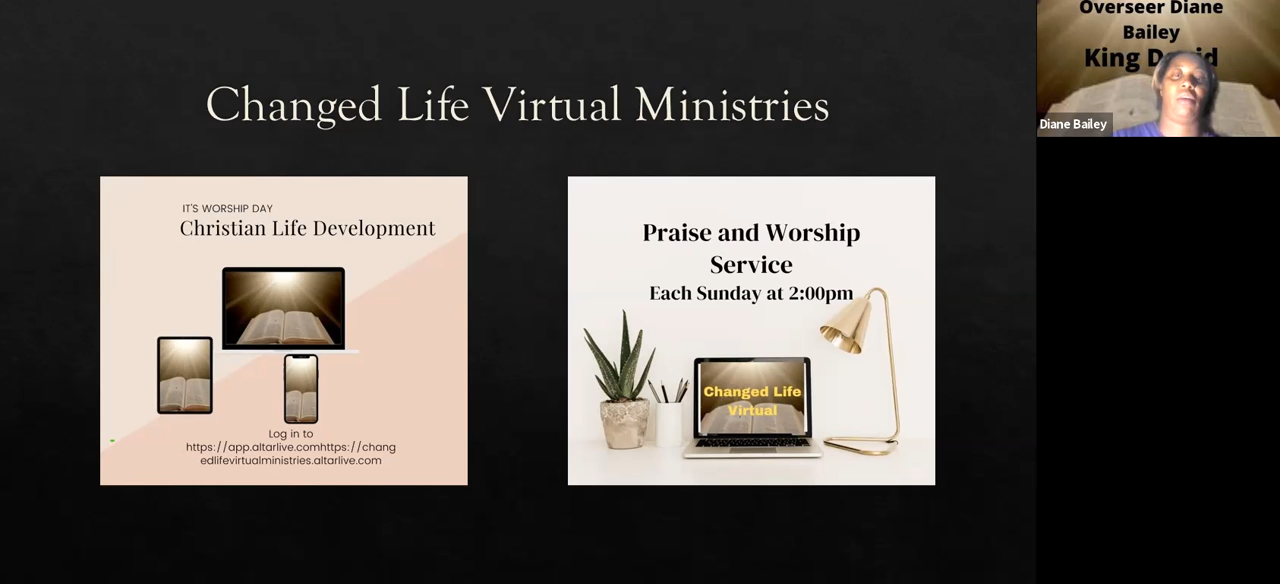 Changed Life Virtual Ministries
IT'S WORSHIP DAY
Christian Life Development
Log in to
https://app.altarlive.comhttps://chang
edlifevirtualministries.altarlive.com
Praise and Worship
Service
Each Sunday at 2:00pm
Changed Life
Virtual
Overseer Diane
Bailey
King
Diane Bailey